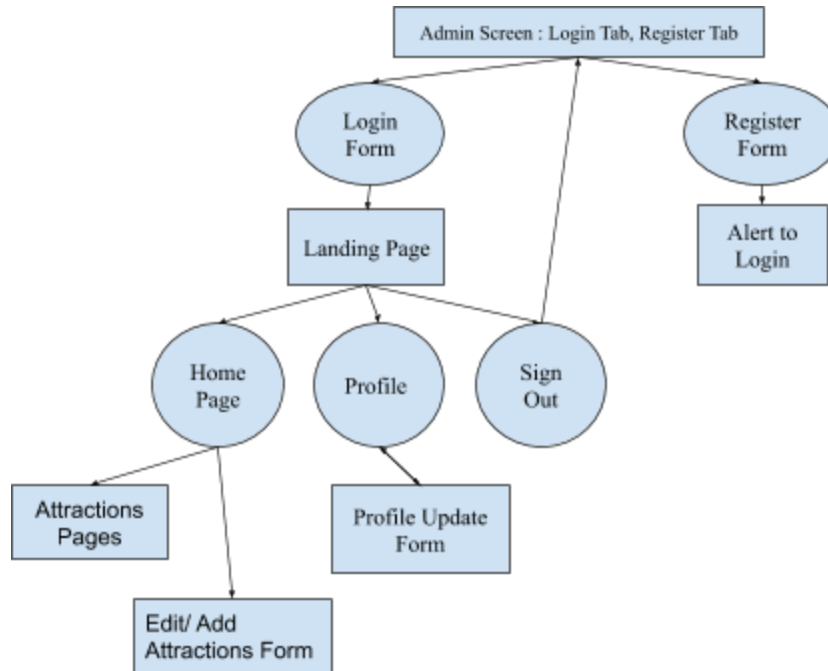 Admin Screen : Login Tab, Register Tab
Login
Form
Register
Form
Landing Page
Alert to
Login
Home
Page
Profile
Sign
Out
Attractions
Pages
Profile Update
Form
Edit/ Add
Attractions Form